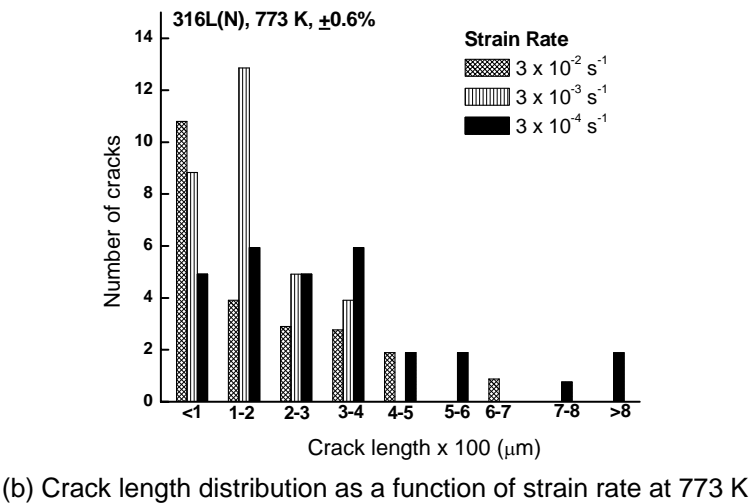 316L(N), 773 K, ±0.6%
Strain Rate
3 x 10⁻² s⁻¹
3 x 10⁻³ s⁻¹
3 x 10⁻⁴ s⁻¹
14
12
10
8
6
4
2
0
Number of cracks
<1 1-2 2-3 3-4 4-5 5-6 6-7 7-8 >8
Crack length x 100 (μm)
(b) Crack length distribution as a function of strain rate at 773 K